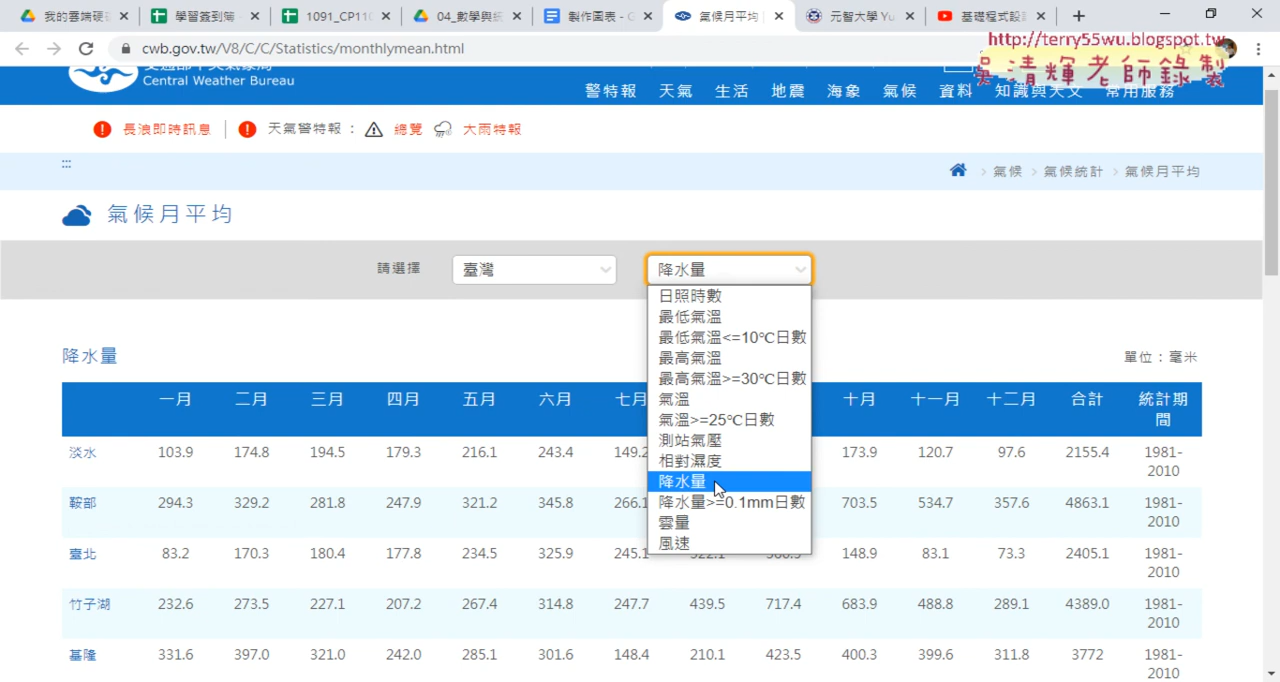 我的雲端硬
學習簽到簿
1091_CP110
04_數學與
製作圖表 - G
氣候月平均
元智大學 Yu
基礎程式設
cwb.gov.tw/V8/C/C/Statistics/monthlymean.html
http://terry55wu.blogspot.tw
吳清輝老師錄製
交通部中央氣象局
Central Weather Bureau
警特報 天氣 生活 地震 海象 氣候 資料 知識與天文 常用服務
長浪即時訊息 天氣警特報 : 總覽 大雨特報
:::
> 氣候 > 氣候統計 > 氣候月平均
氣候月平均
請選擇 臺灣 降水量
日照時數
最低氣溫
最低氣溫<=10°C日數
最高氣溫
最高氣溫>=30°C日數
氣溫
氣溫>=25°C日數
測站氣壓
相對濕度
降水量
降水量>=0.1mm日數
雲量
風速
降水量 單位：毫米
一月 二月 三月 四月 五月 六月 七月 十月 十一月 十二月 合計 統計期間
淡水 103.9 174.8 194.5 179.3 216.1 243.4 149.2 173.9 120.7 97.6 2155.4 1981-2010
鞍部 294.3 329.2 281.8 247.9 321.2 345.8 266.1 703.5 534.7 357.6 4863.1 1981-2010
臺北 83.2 170.3 180.4 177.8 234.5 325.9 245.1 148.9 83.1 73.3 2405.1 1981-2010
竹子湖 232.6 273.5 227.1 207.2 267.4 314.8 247.7 439.5 717.4 683.9 488.8 289.1 4389.0 1981-2010
基隆 331.6 397.0 321.0 242.0 285.1 301.6 148.4 210.1 423.5 400.3 399.6 311.8 3772 1981-2010